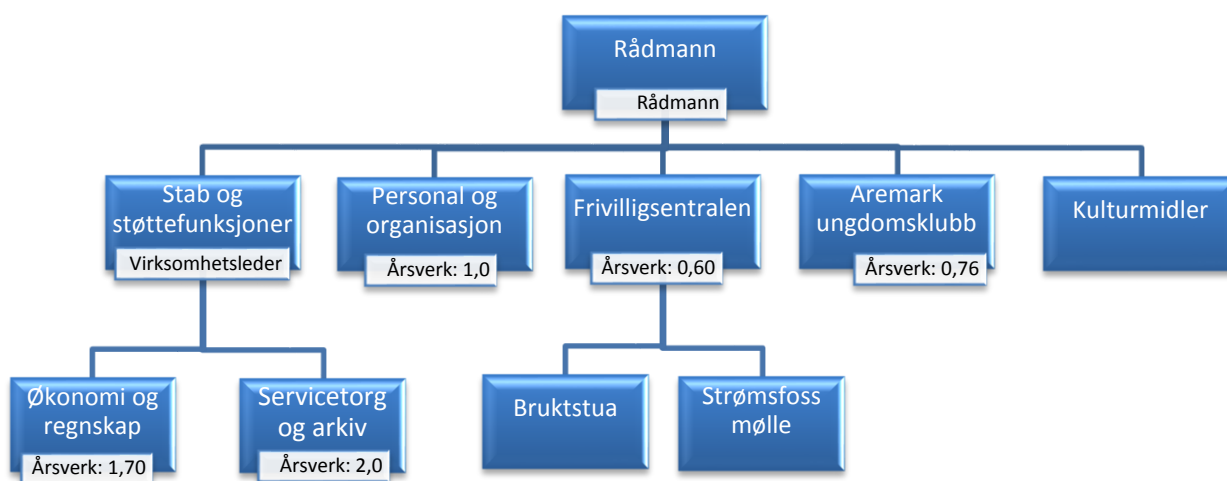 Rådmann
Rådmann
Stab og
støttefunksjoner
Virksomhetsleder
Personal og
organisasjon
Årsverk: 1,0
Frivilligsentralen
Årsverk: 0,60
Aremark
ungdomsklubb
Årsverk: 0,76
Kulturmidler
Økonomi og
regnskap
Årsverk: 1,70
Servicetorg
og arkiv
Årsverk: 2,0
Bruktstua
Strømsfoss
mølle